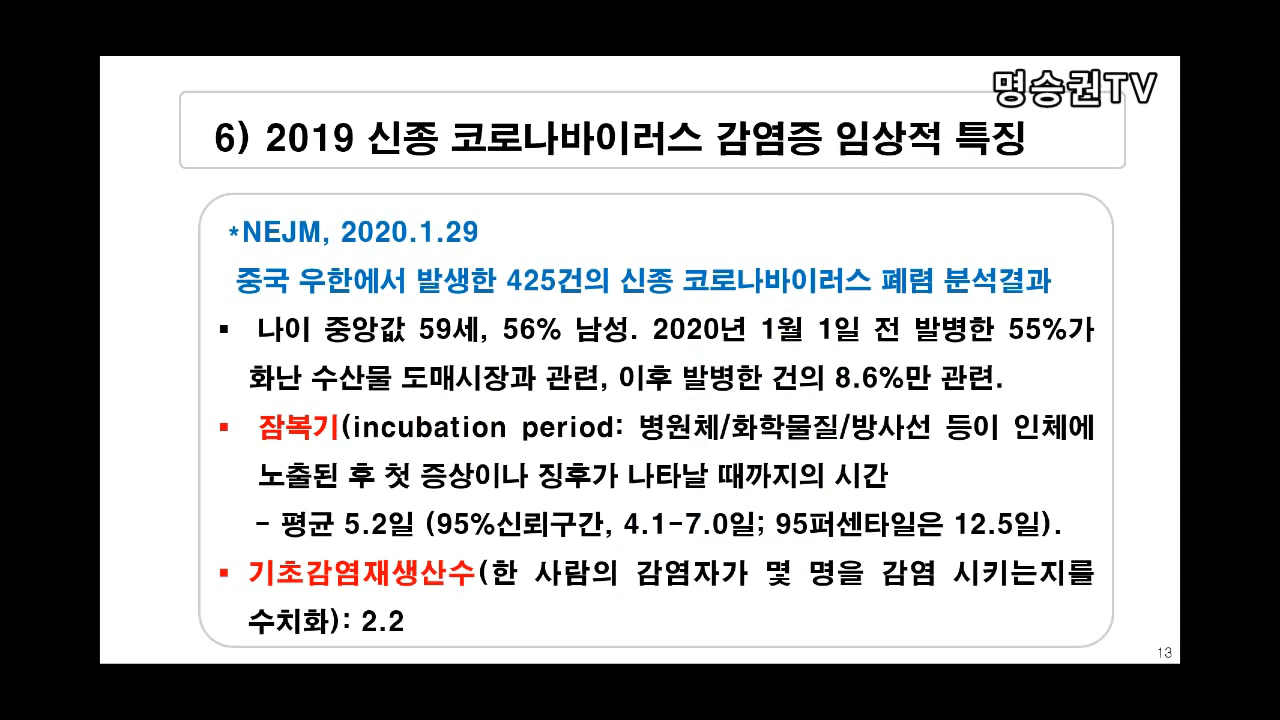 명승권TV
6) 2019 신종 코로나바이러스 감염증 임상적 특징
*NEJM, 2020.1.29
중국 우한에서 발생한 425건의 신종 코로나바이러스 폐렴 분석결과
▪ 나이 중앙값 59세, 56% 남성. 2020년 1월 1일 전 발병한 55%가
화난 수산물 도매시장과 관련, 이후 발병한 건의 8.6%만 관련.
▪ 잠복기(incubation period: 병원체/화학물질/방사선 등이 인체에
노출된 후 첫 증상이나 징후가 나타날 때까지의 시간
- 평균 5.2일 (95%신뢰구간, 4.1-7.0일; 95퍼센타일은 12.5일).
▪ 기초감염재생산수(한 사람의 감염자가 몇 명을 감염 시키는지를
수치화): 2.2
13